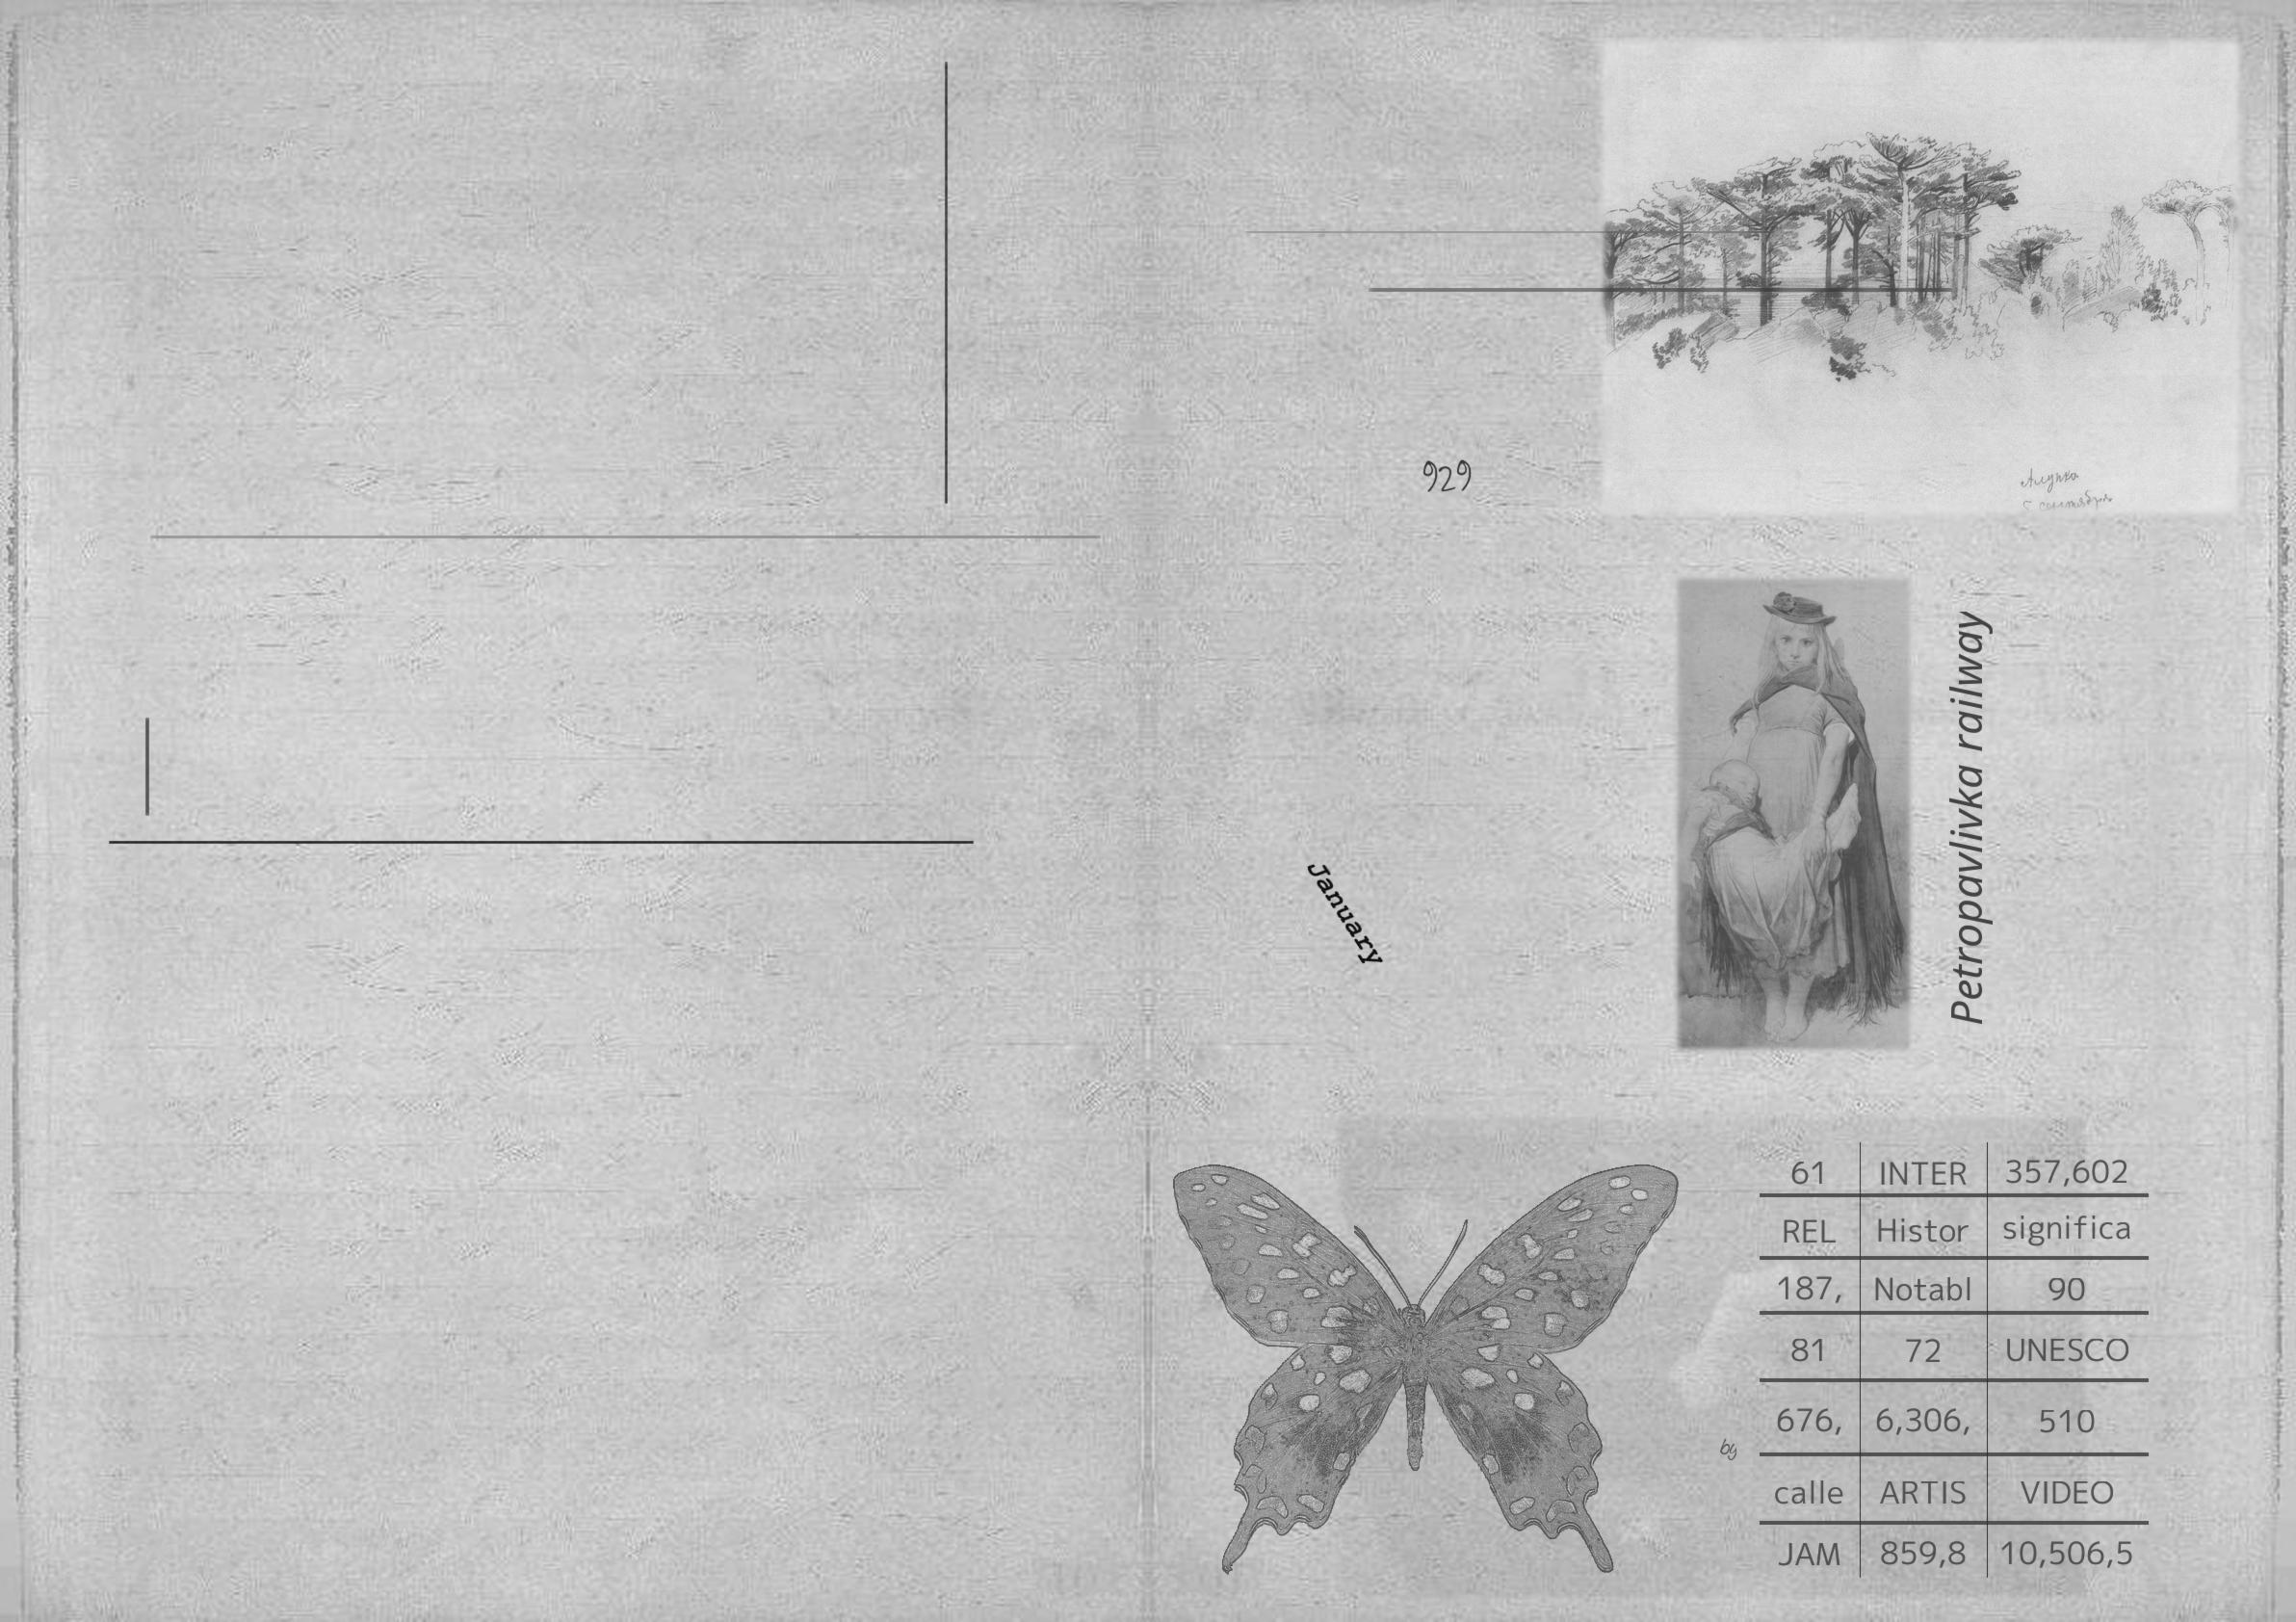 929
Алупка
5 сентября
Petropavlivka railway
January
61 INTER 357,602
REL Histor significa
187, Notabl 90
81 72 UNESCO
676, 6,306, 510
by
calle ARTIS VIDEO
JAM 859,8 10,506,5